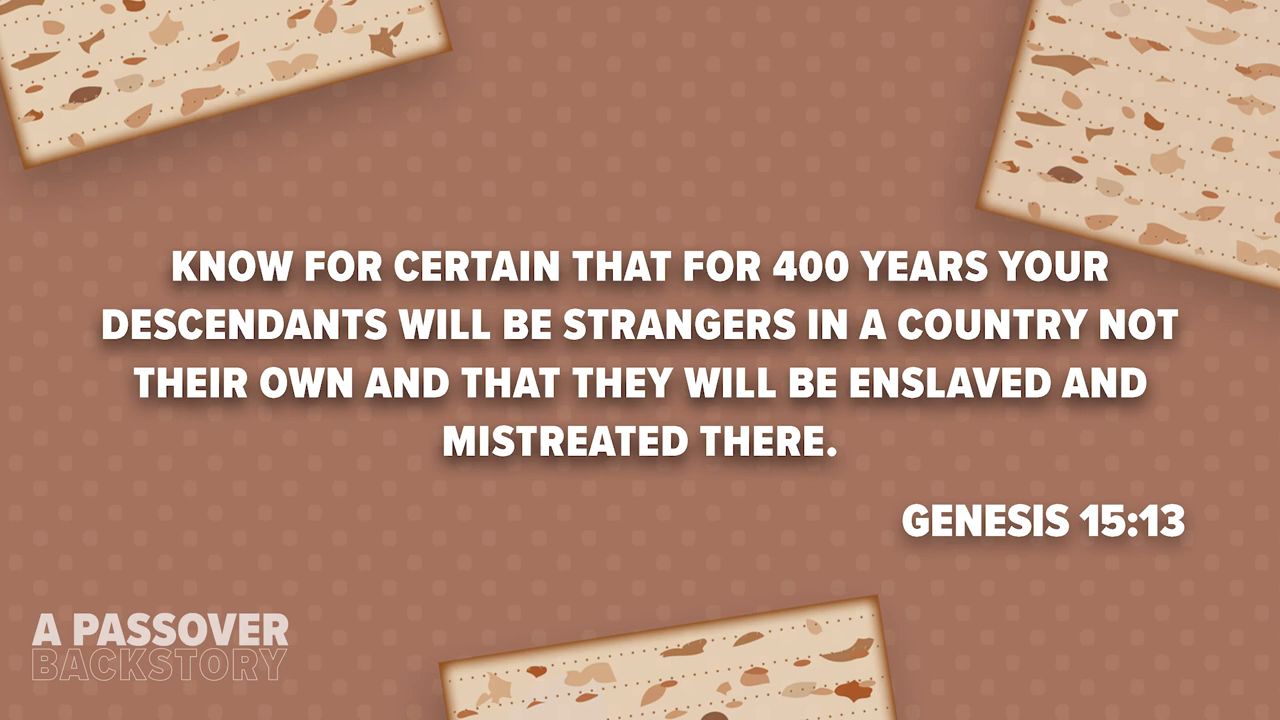 KNOW FOR CERTAIN THAT FOR 400 YEARS YOUR
DESCENDANTS WILL BE STRANGERS IN A COUNTRY NOT
THEIR OWN AND THAT THEY WILL BE ENSLAVED AND
MISTREATED THERE.
GENESIS 15:13
A PASSOVER
BACKSTORY